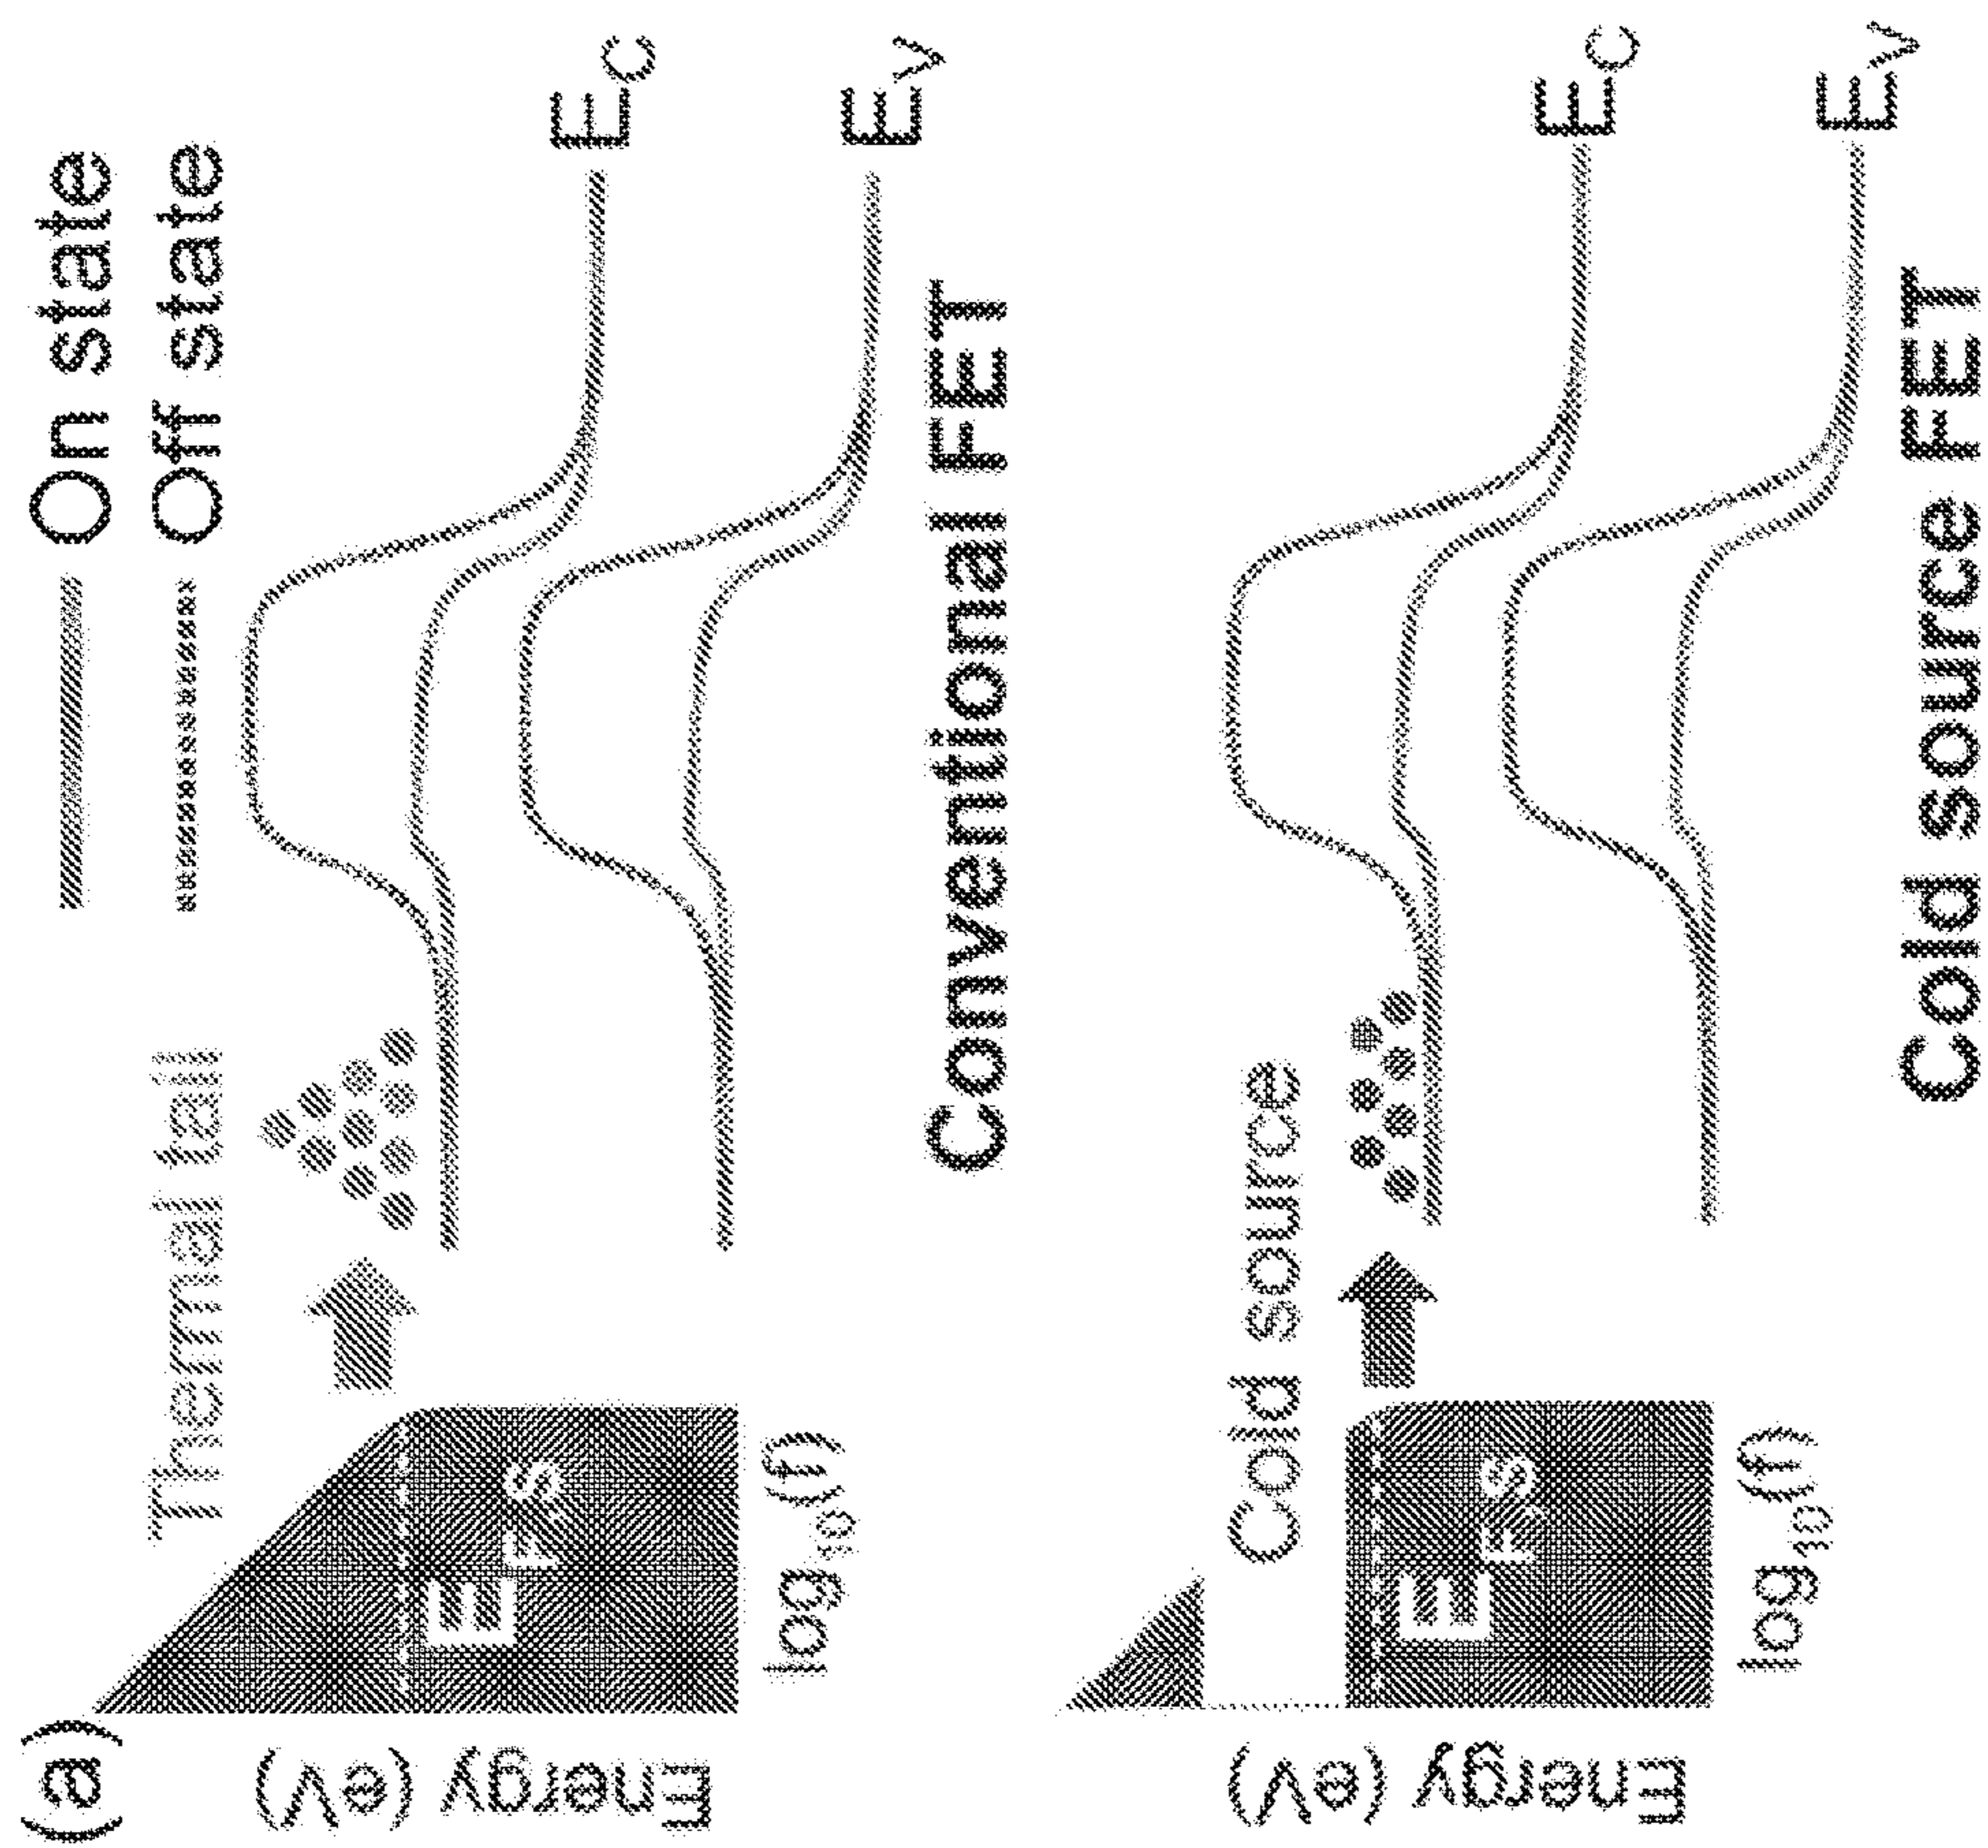 (a)
On state
Off state
Thermal tail
Energy (eV)
E_F,S
log₁₀(f)
E_C
E_V
Conventional FET
Cold source
Energy (eV)
E_F,S
log₁₀(f)
E_C
E_V
Cold source FET